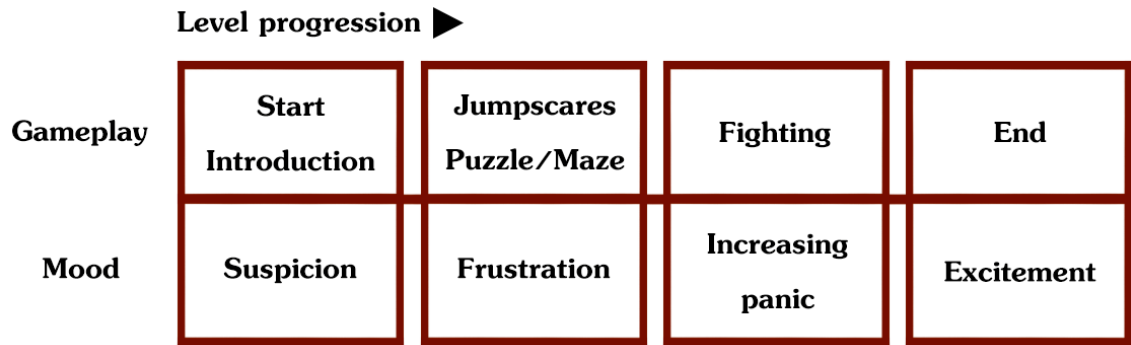 Level progression
Gameplay
Start
Introduction
Jumpscares
Puzzle/Maze
Fighting
End
Mood
Suspicion
Frustration
Increasing
panic
Excitement